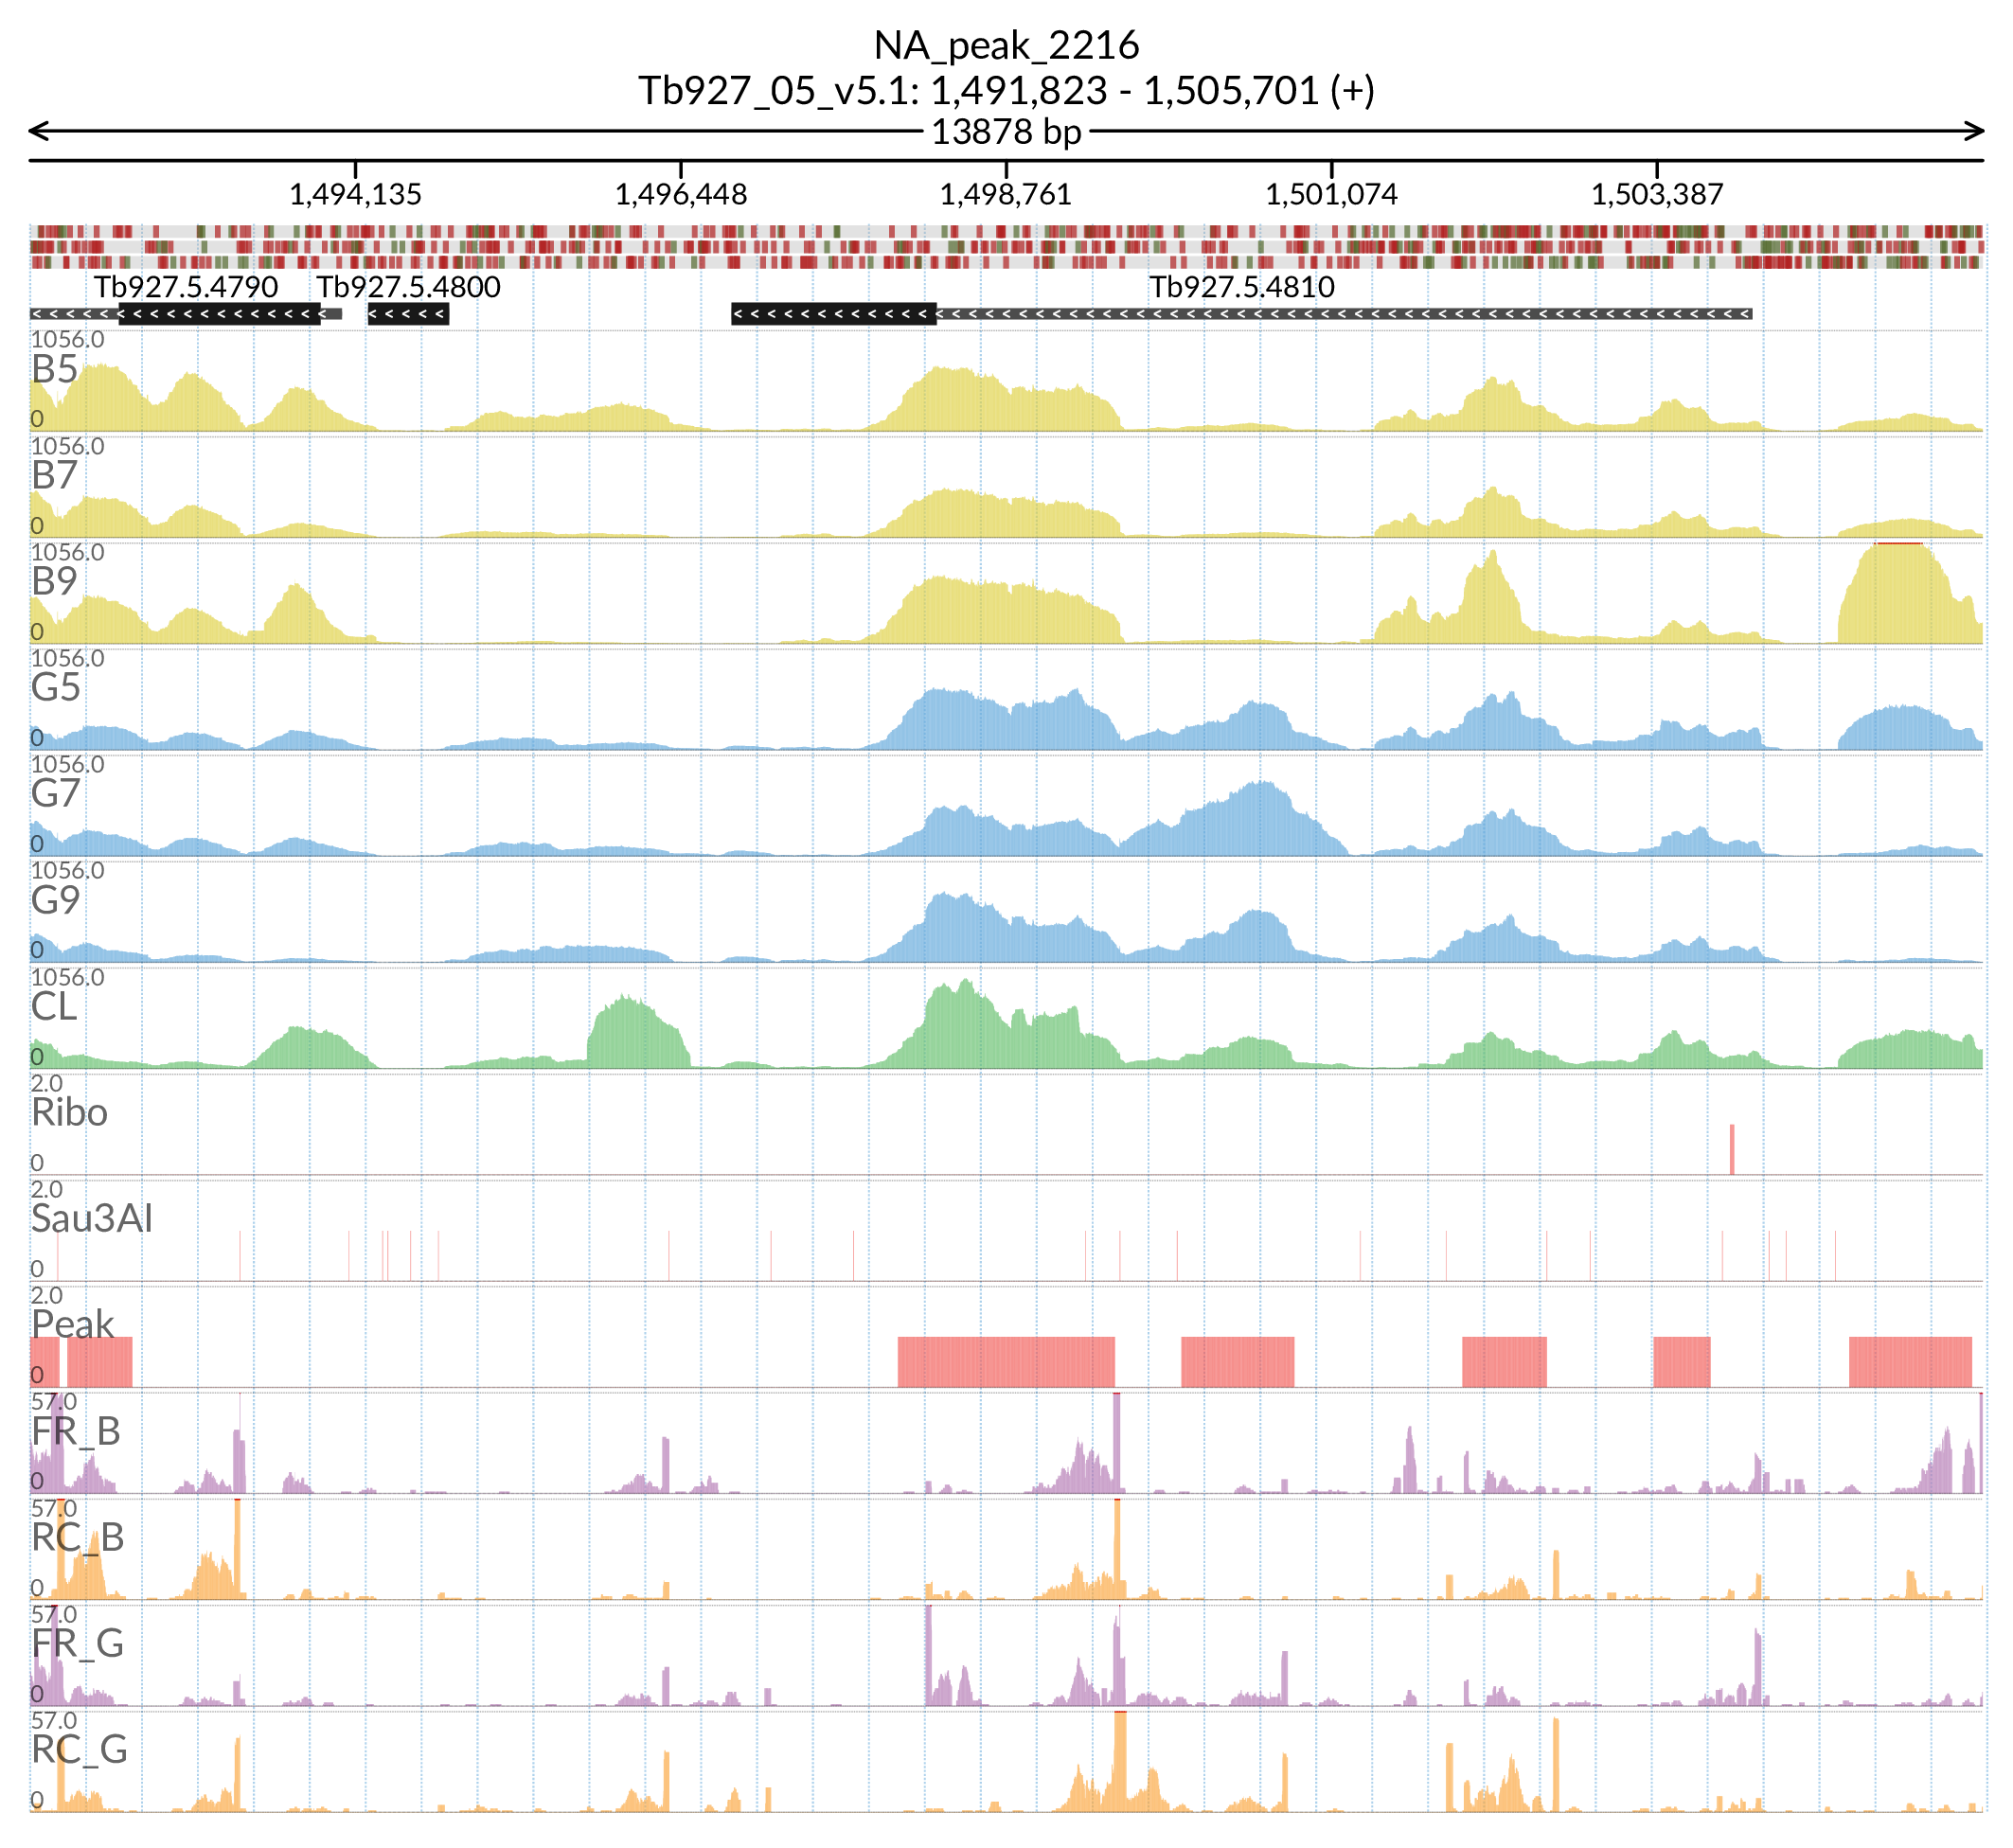 NA_peak_2216
Tb927_05_v5.1: 1,491,823 - 1,505,701 (+)
13878 bp
1,494,135 1,496,448 1,498,761 1,501,074 1,503,387
Tb927.5.4790 Tb927.5.4800 Tb927.5.4810
1056.0
B5
0
1056.0
B7
0
1056.0
B9
0
1056.0
G5
0
1056.0
G7
0
1056.0
G9
0
1056.0
CL
0
2.0
Ribo
0
2.0
Sau3AI
0
2.0
Peak
0
57.0
FR_B
0
57.0
RC_B
0
57.0
FR_G
0
57.0
RC_G
0